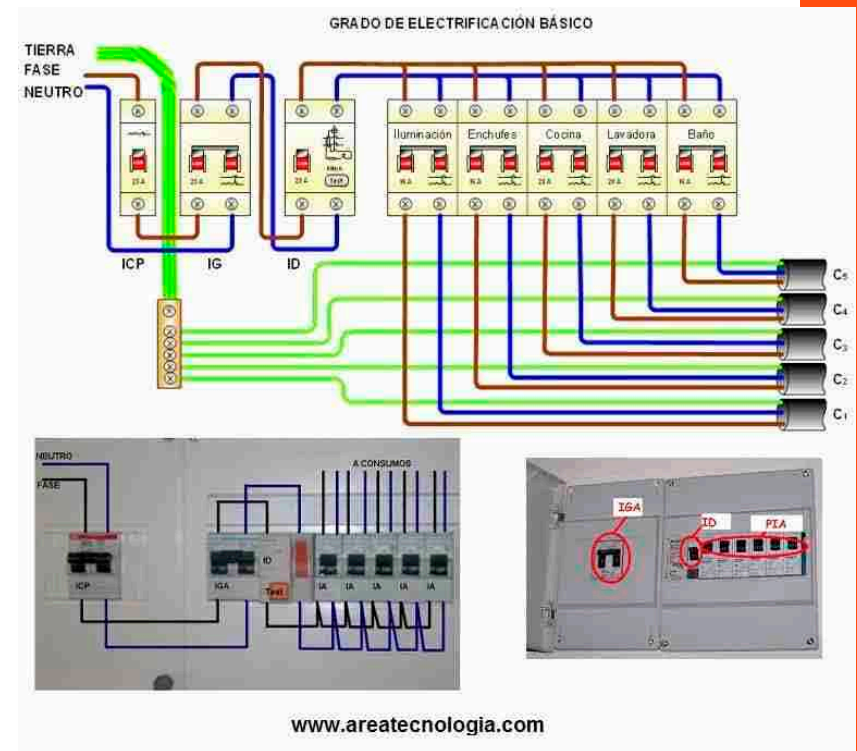 GRADO DE ELECTRIFICACIÓN BÁSICO
TIERRA
FASE
NEUTRO
Iluminación Enchufes Cocina Lavadora Baño
25 A 25 A 25 A Test
ICP IG ID
C5
C4
C3
C2
C1
NEUTRO
FASE
A CONSUMOS
ICP
IGA
ID
Test
IA IA IA IA IA
IGA
ID
PIA
www.areatecnologia.com